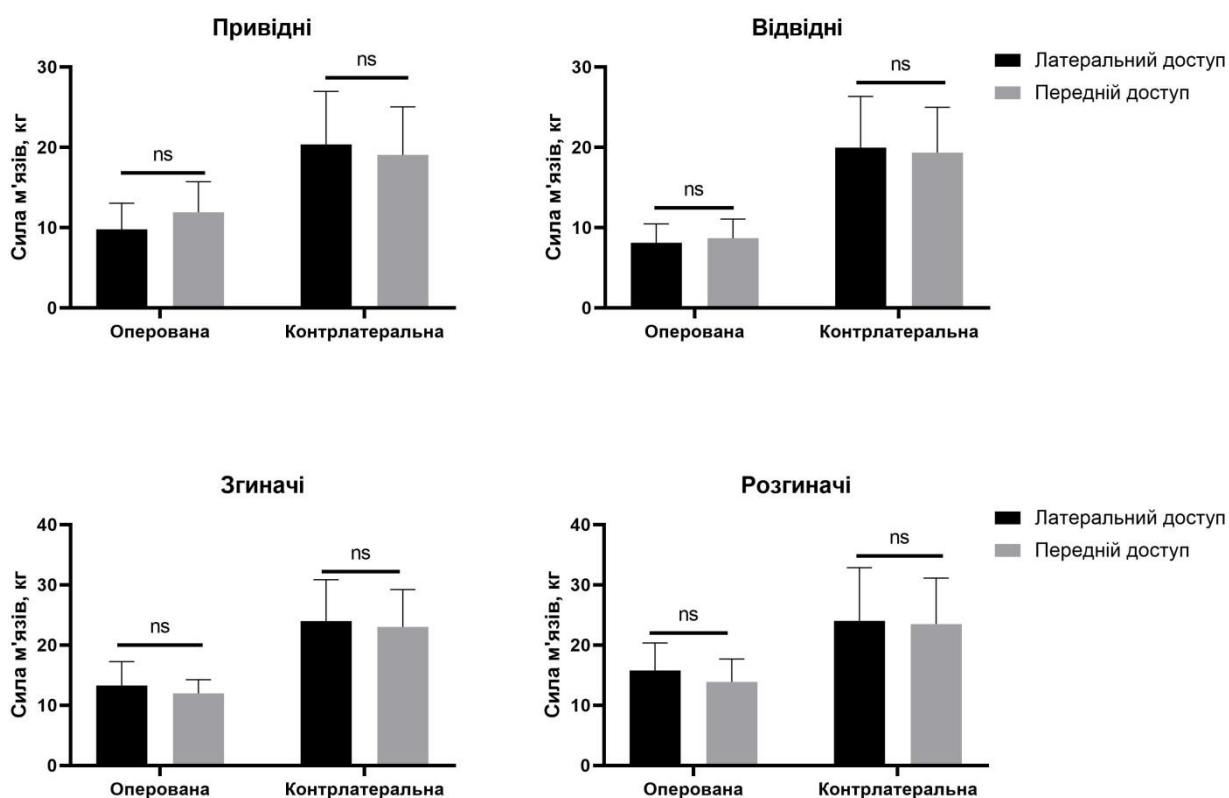 Привідні
Сила м'язів, кг
30
20
10
0
ns
ns
Оперована
Контрлатеральна
Відвідні
Сила м'язів, кг
30
20
10
0
ns
ns
Оперована
Контрлатеральна
Латеральний доступ
Передній доступ
Згиначі
Сила м'язів, кг
40
30
20
10
0
ns
ns
Оперована
Контрлатеральна
Розгиначі
Сила м'язів, кг
40
30
20
10
0
ns
ns
Оперована
Контрлатеральна
Латеральний доступ
Передній доступ